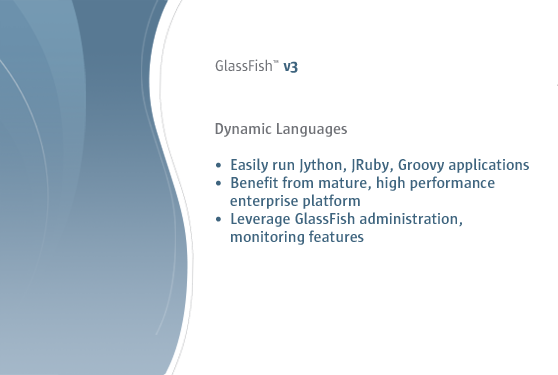 GlassFish™ v3
Dynamic Languages
• Easily run Jython, JRuby, Groovy applications
• Benefit from mature, high performance
enterprise platform
• Leverage GlassFish administration,
monitoring features